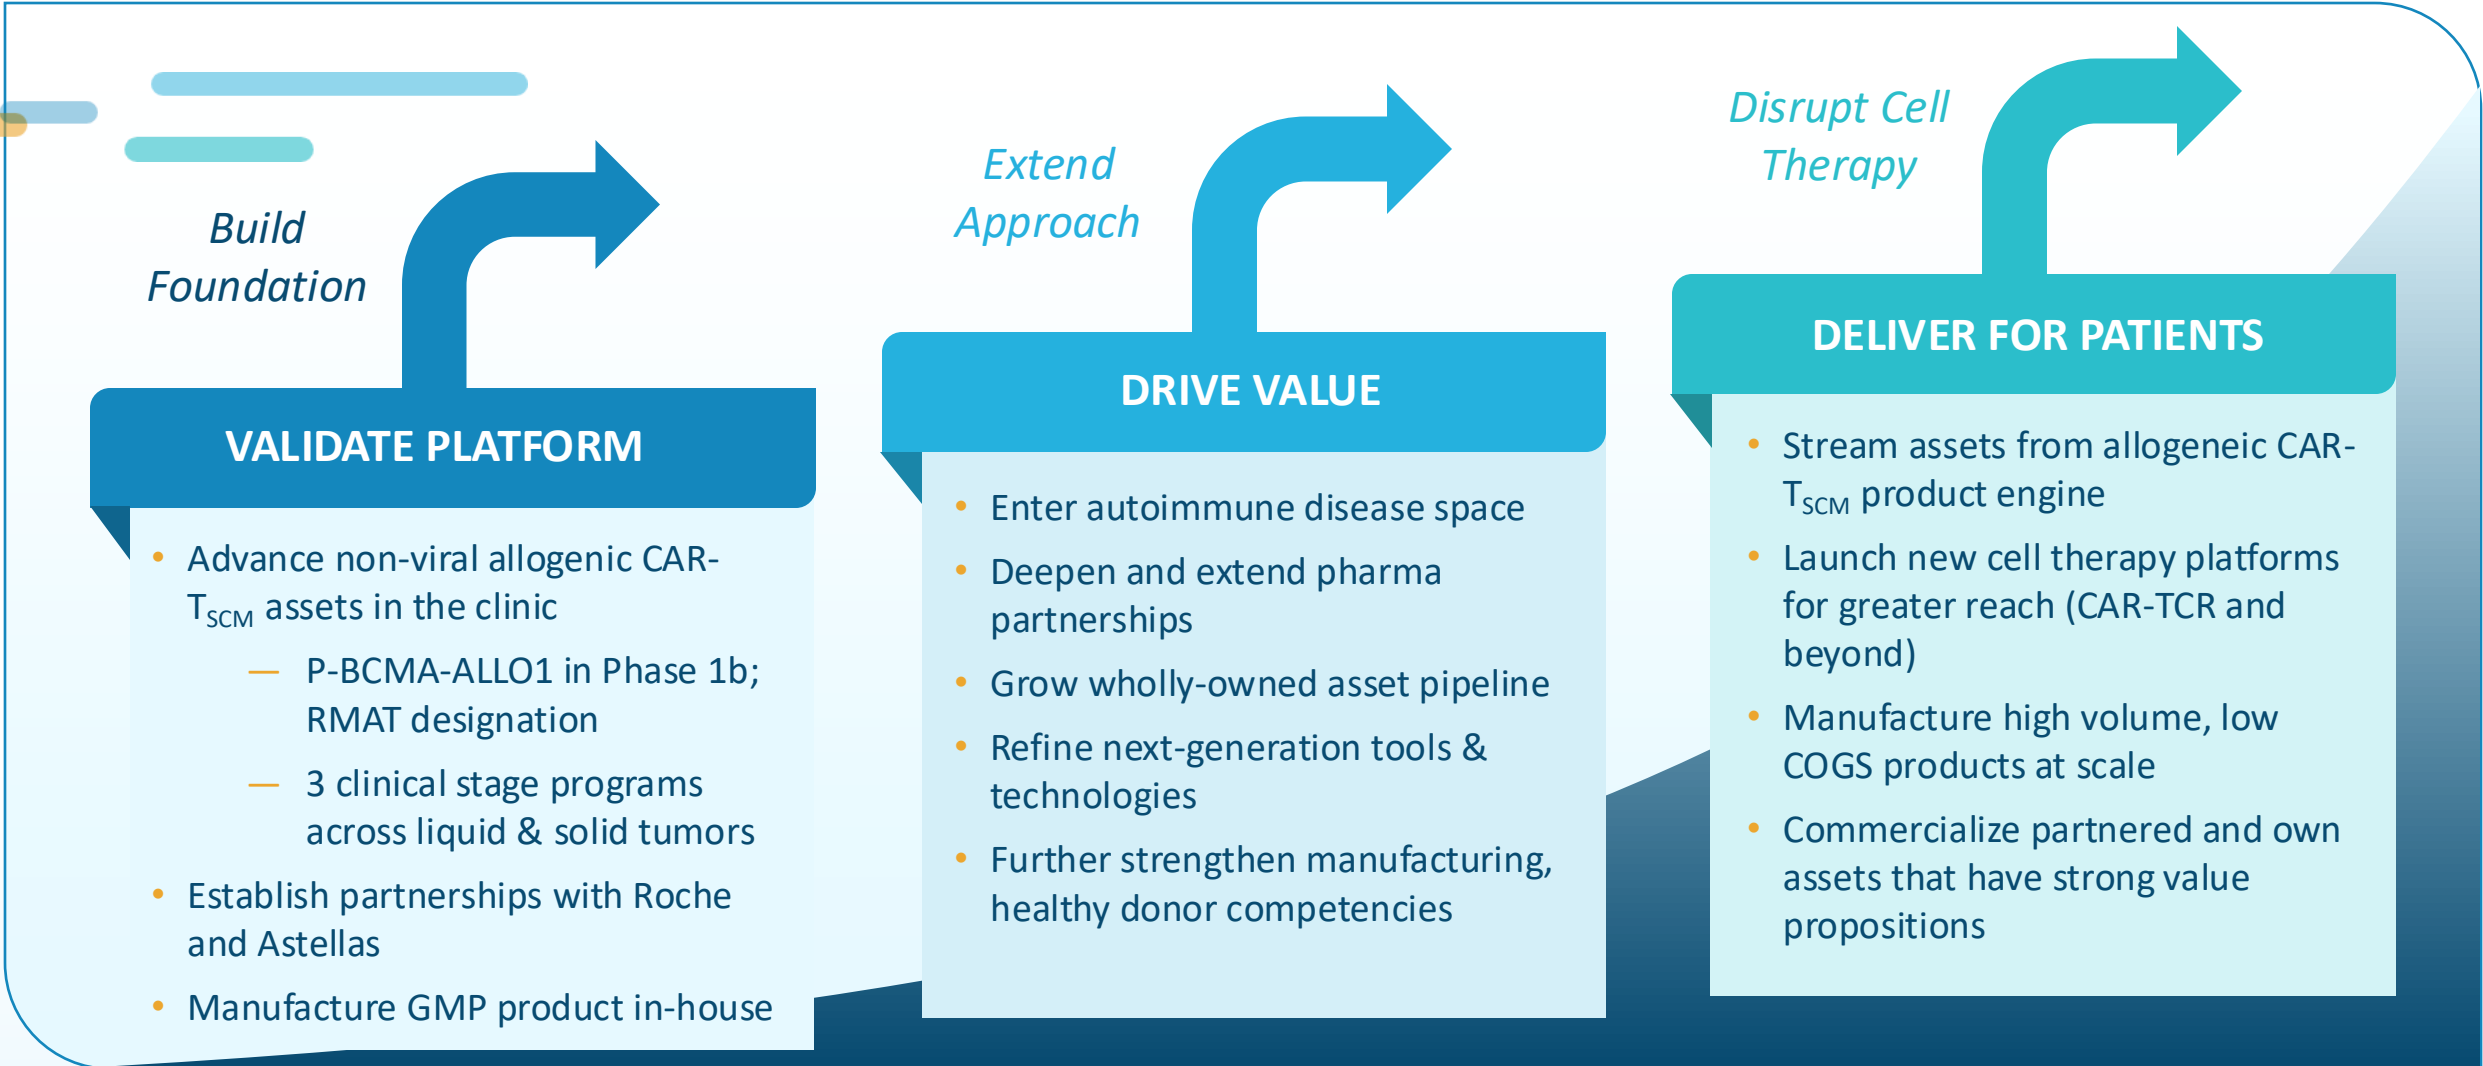 Build
Foundation
VALIDATE PLATFORM
• Advance non-viral allogenic CAR-
TSCM assets in the clinic
— P-BCMA-ALLO1 in Phase 1b;
RMAT designation
— 3 clinical stage programs
across liquid & solid tumors
• Establish partnerships with Roche
and Astellas
• Manufacture GMP product in-house
Extend
Approach
DRIVE VALUE
• Enter autoimmune disease space
• Deepen and extend pharma
partnerships
• Grow wholly-owned asset pipeline
• Refine next-generation tools &
technologies
• Further strengthen manufacturing,
healthy donor competencies
Disrupt Cell
Therapy
DELIVER FOR PATIENTS
• Stream assets from allogeneic CAR-
TSCM product engine
• Launch new cell therapy platforms
for greater reach (CAR-TCR and
beyond)
• Manufacture high volume, low
COGS products at scale
• Commercialize partnered and own
assets that have strong value
propositions